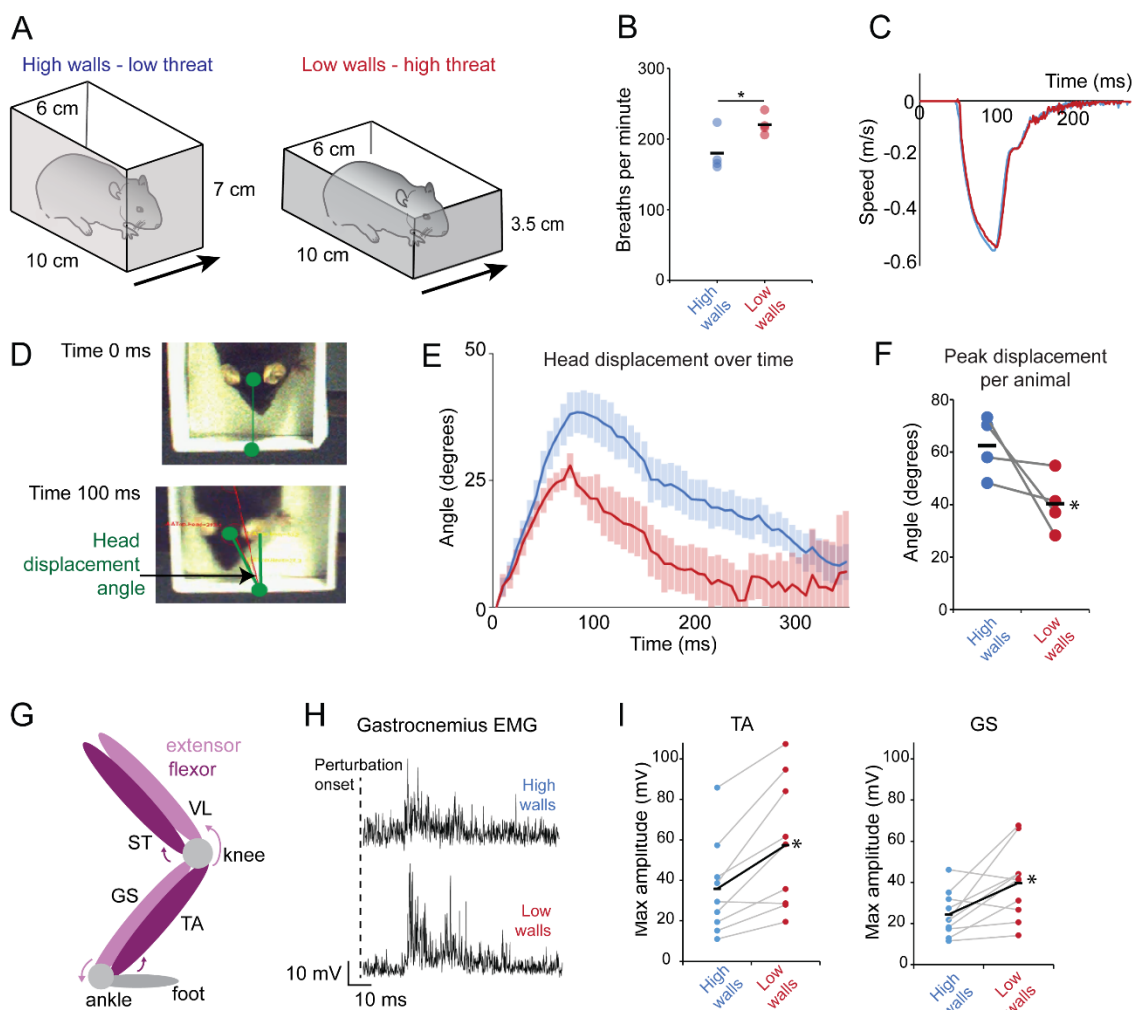 A
High walls - low threat
Low walls - high threat
6 cm
7 cm
10 cm
6 cm
3.5 cm
10 cm
B
300
200
100
0
Breaths per minute
*
High
walls
Low
walls
C
Time (ms)
0
0
100
200
-0.2
-0.4
-0.6
Speed (m/s)
D
Time 0 ms
Time 100 ms
Head
displacement
angle
E
Head displacement over time
50
25
0
Angle (degrees)
100
200
300
Time (ms)
F
Peak displacement
per animal
80
60
40
20
0
Angle (degrees)
*
High
walls
Low
walls
G
extensor
flexor
VL
ST
knee
GS
TA
ankle
foot
H
Gastrocnemius EMG
Perturbation
onset
High
walls
Low
walls
10 mV
10 ms
I
TA
100
80
60
40
20
0
Max amplitude (mV)
*
High
walls
Low
walls
GS
100
80
60
40
20
0
Max amplitude (mV)
*
High
walls
Low
walls